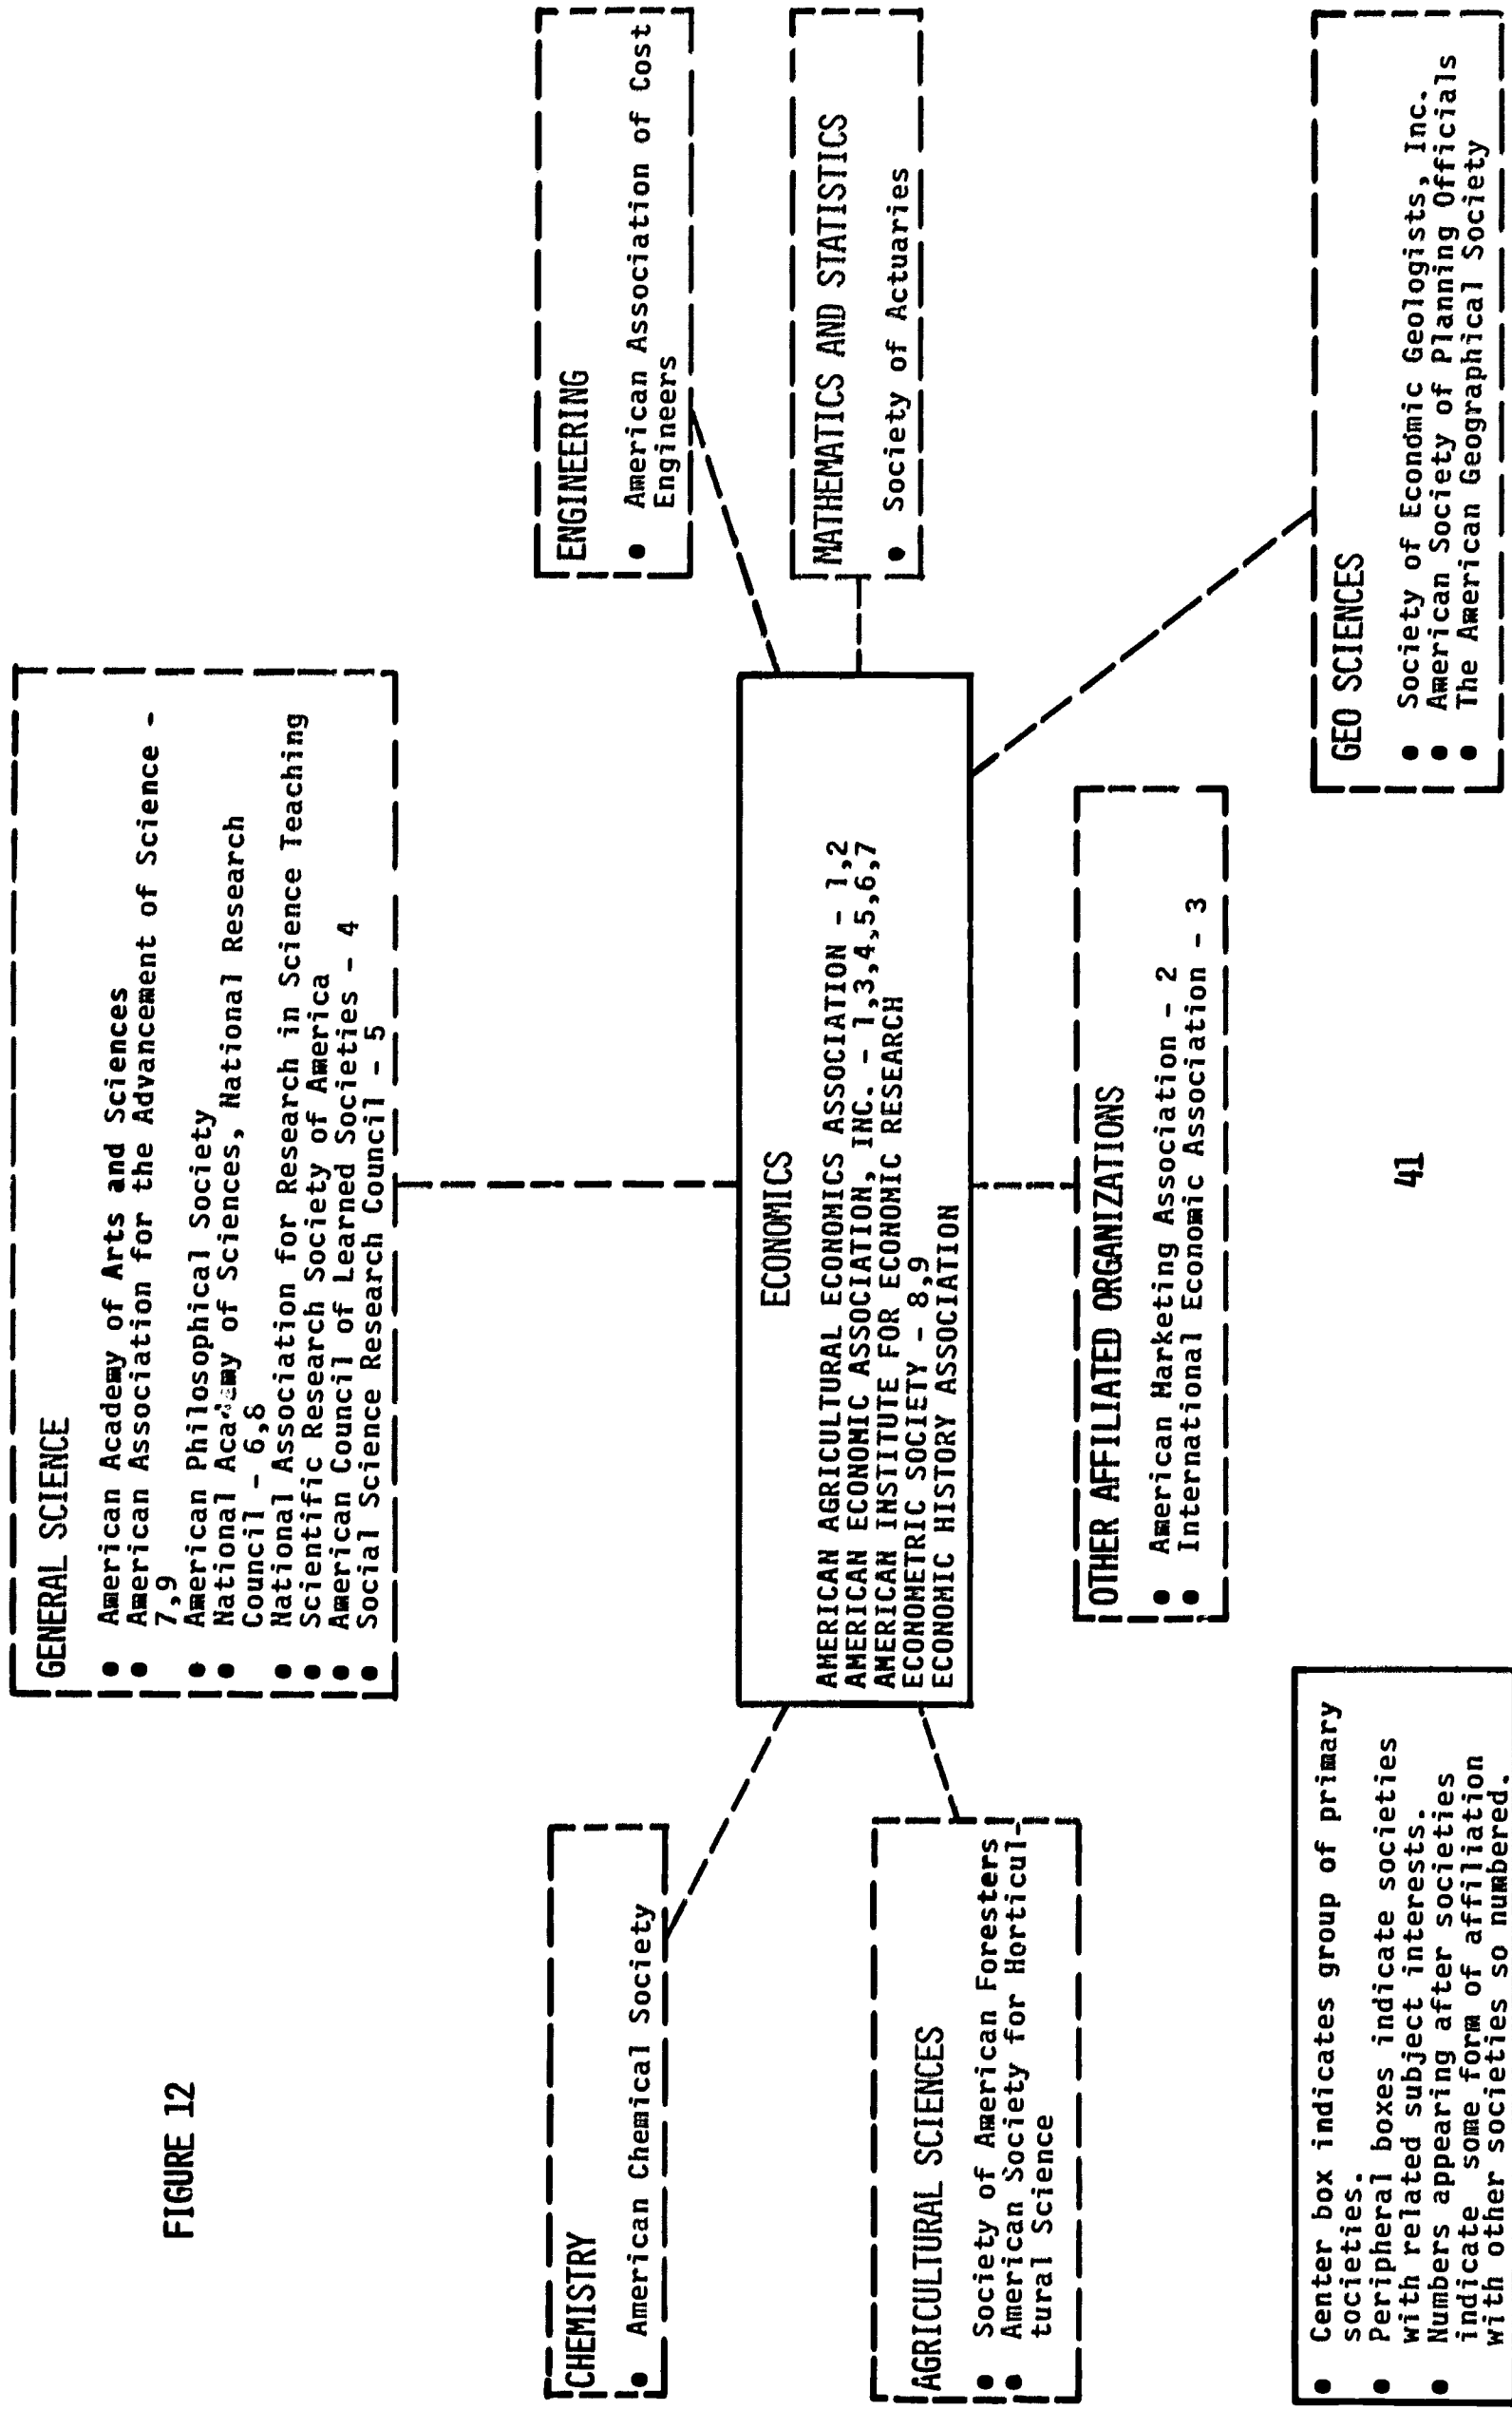 FIGURE 12
GENERAL SCIENCE
● American Academy of Arts and Sciences
● American Association for the Advancement of Science -
7,9
● American Philosophical Society
● National Academy of Sciences, National Research
Council - 6,8
● National Association for Research in Science Teaching
● Scientific Research Society of America
● American Council of Learned Societies - 4
● Social Science Research Council - 5
CHEMISTRY
● American Chemical Society
ENGINEERING
● American Association of Cost
Engineers
ECONOMICS
AMERICAN AGRICULTURAL ECONOMICS ASSOCIATION - 1,2
AMERICAN ECONOMIC ASSOCIATION, INC. - 1,3,4,5,6,7
AMERICAN INSTITUTE FOR ECONOMIC RESEARCH
ECONOMETRIC SOCIETY - 8,9
ECONOMIC HISTORY ASSOCIATION
MATHEMATICS AND STATISTICS
● Society of Actuaries
AGRICULTURAL SCIENCES
● Society of American Foresters
● American Society for Horticul-
tural Science
OTHER AFFILIATED ORGANIZATIONS
● American Marketing Association - 2
● International Economic Association - 3
GEO SCIENCES
● Society of Economic Geologists, Inc.
● American Society of Planning Officials
● The American Geographical Society
● Center box indicates group of primary
societies.
● Peripheral boxes indicate societies
with related subject interests.
● Numbers appearing after societies
indicate some form of affiliation
with other societies so numbered.
41